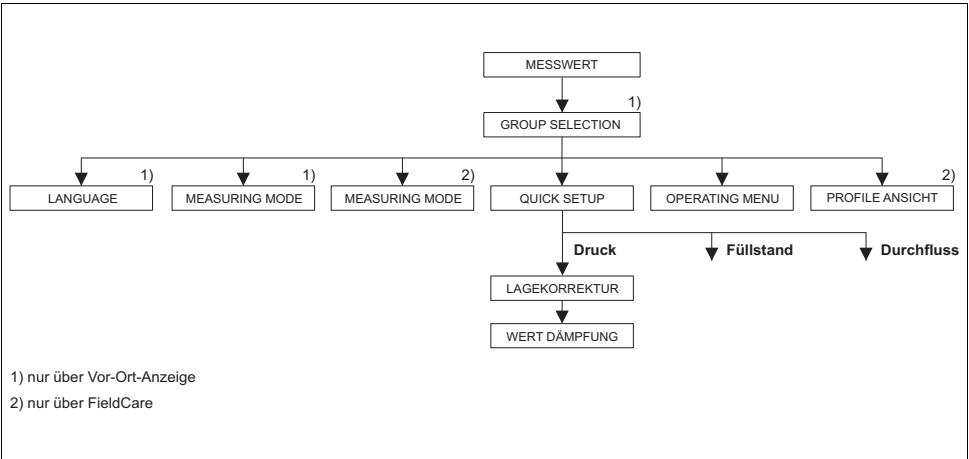 MESSWERT
1)
GROUP SELECTION
1)
1)
2)
2)
LANGUAGE
MEASURING MODE
MEASURING MODE
QUICK SETUP
OPERATING MENU
PROFILE ANSICHT
Druck
Füllstand
Durchfluss
LAGEKORREKTUR
WERT DÄMPFUNG
1) nur über Vor-Ort-Anzeige
2) nur über FieldCare